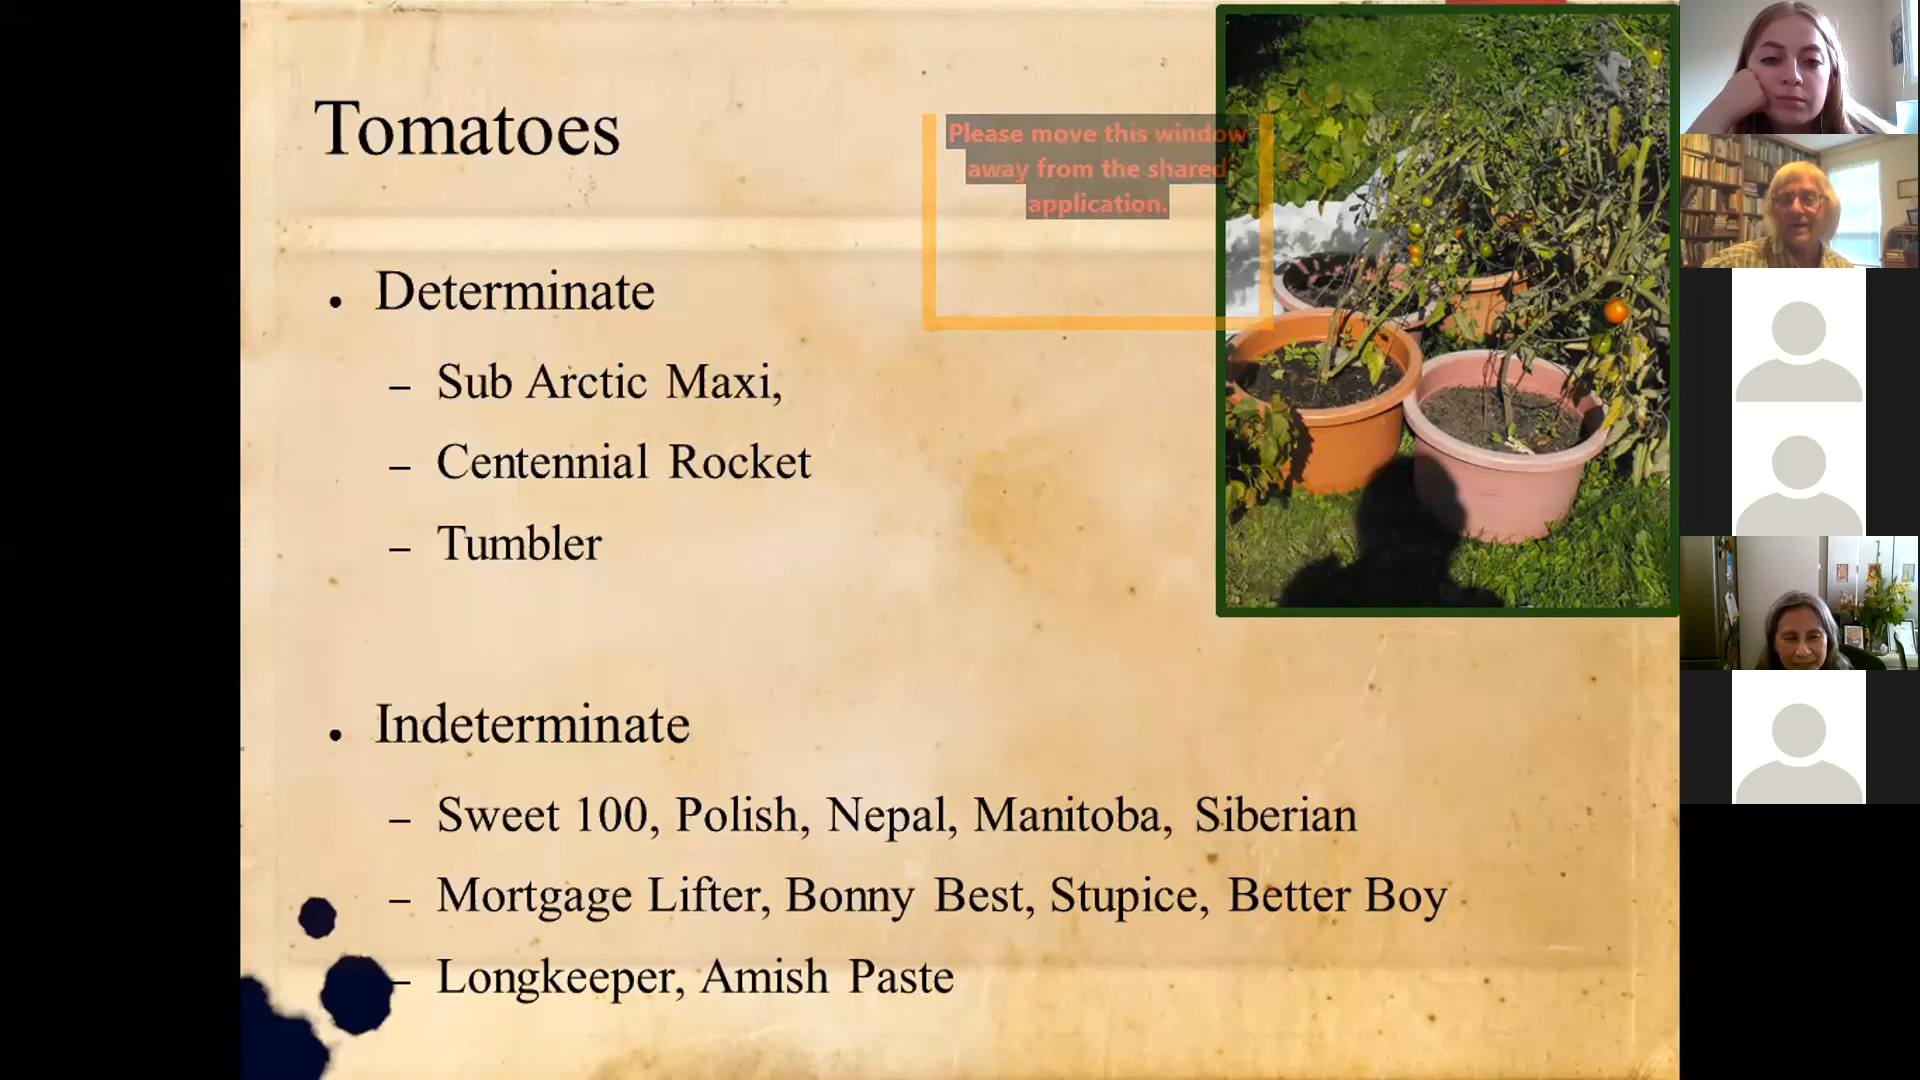 Tomatoes
Please move this window
away from the shared
application.
• Determinate
– Sub Arctic Maxi,
– Centennial Rocket
– Tumbler
• Indeterminate
– Sweet 100, Polish, Nepal, Manitoba, Siberian
– Mortgage Lifter, Bonny Best, Stupice, Better Boy
– Longkeeper, Amish Paste